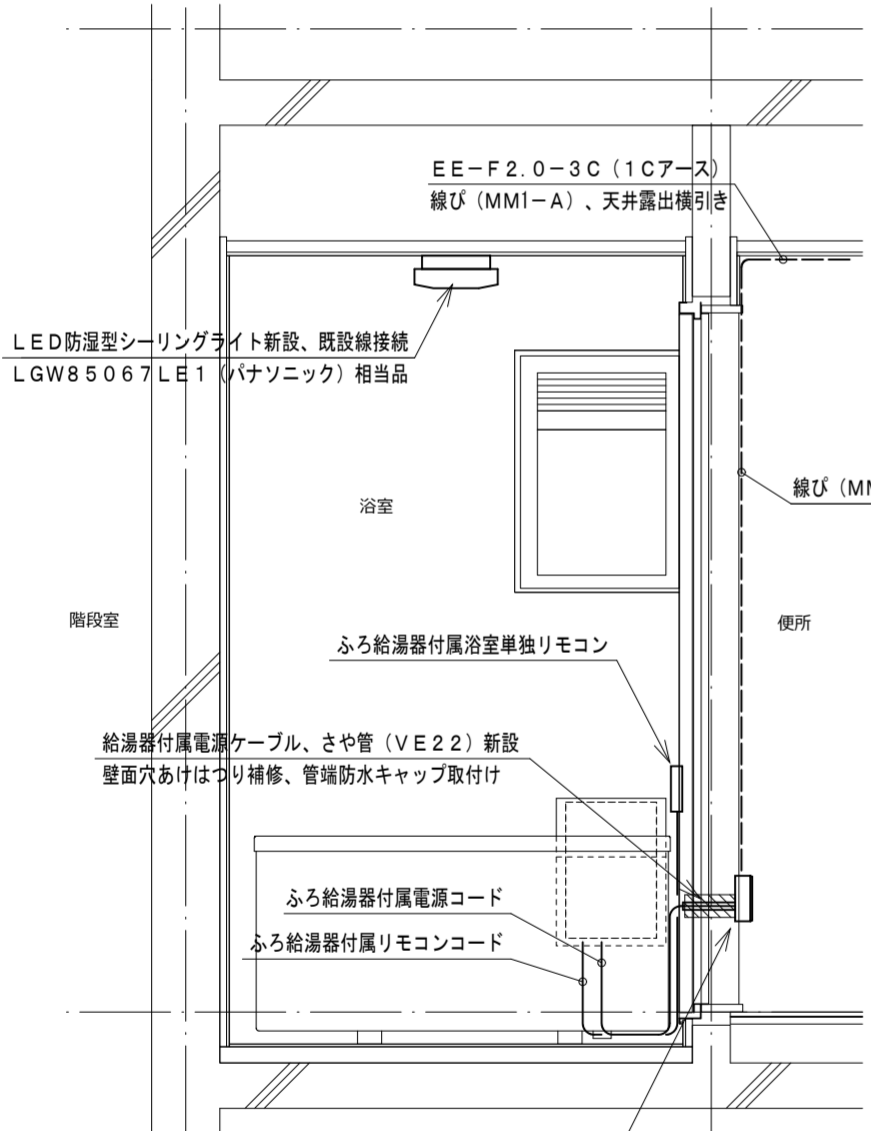 EE-F2.0-3C(1Cアース)
線ぴ(MM1-A)、天井露出横引き
LED防湿型シーリングライト新設、既設線接続
LGW85067LE1(パナソニック)相当品
線ぴ(MM
浴室
階段室
便所
ふろ給湯器付属浴室単独リモコン
給湯器付属電源ケーブル、さや管(VE22)新設
壁面穴あけはつり補修、管端防水キャップ取付け
ふろ給湯器付属電源コード
ふろ給湯器付属リモコンコード